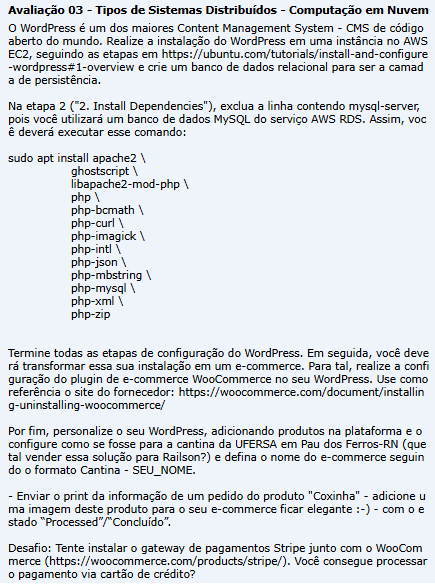 Avaliação 03 - Tipos de Sistemas Distribuídos - Computação em Nuvem
O WordPress é um dos maiores Content Management System - CMS de código
aberto do mundo. Realize a instalação do WordPress em uma instância no AWS
EC2, seguindo as etapas em https://ubuntu.com/tutorials/install-and-configure
-wordpress#1-overview e crie um banco de dados relacional para ser a camad
a de persistência.
Na etapa 2 ("2. Install Dependencies"), exclua a linha contendo mysql-server,
pois você utilizará um banco de dados MySQL do serviço AWS RDS. Assim, voc
ê deverá executar esse comando:
sudo apt install apache2 \
ghostscript \
libapache2-mod-php \
php \
php-bcmath \
php-curl \
php-imagick \
php-intl \
php-json \
php-mbstring \
php-mysql \
php-xml \
php-zip
Termine todas as etapas de configuração do WordPress. Em seguida, você deve
rá transformar essa sua instalação em um e-commerce. Para tal, realize a confi
guração do plugin de e-commerce WooCommerce no seu WordPress. Use como
referência o site do fornecedor: https://woocommerce.com/document/installin
g-uninstalling-woocommerce/
Por fim, personalize o seu WordPress, adicionando produtos na plataforma e o
configure como se fosse para a cantina da UFERSA em Pau dos Ferros-RN (que
tal vender essa solução para Railson?) e defina o nome do e-commerce seguin
do o formato Cantina - SEU_NOME.
- Enviar o print da informação de um pedido do produto "Coxinha" - adicione u
ma imagem deste produto para o seu e-commerce ficar elegante :-) - com o e
stado “Processed”/“Concluído”.
Desafio: Tente instalar o gateway de pagamentos Stripe junto com o WooCom
merce (https://woocommerce.com/products/stripe/). Você consegue processar
o pagamento via cartão de crédito?